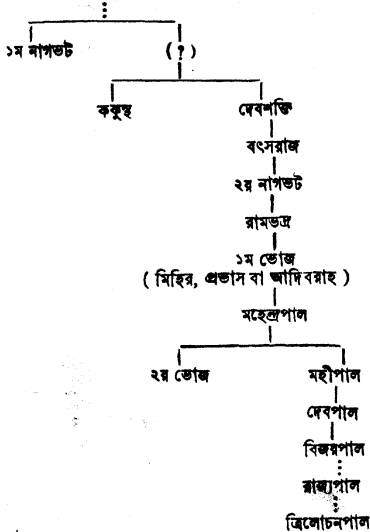 ১ম নাগভট (?)
ককুস্থ দেবশক্তি
বৎসরাজ
২য় নাগভট
রামভদ্র
১ম ভোজ
( মিহির, প্রভাস বা আদিবরাহ )
মহেন্দ্রপাল
২য় ভোজ মহীপাল
দেবপাল
বিজয়পাল
রাজ্যপাল
ত্রিলোচনপাল